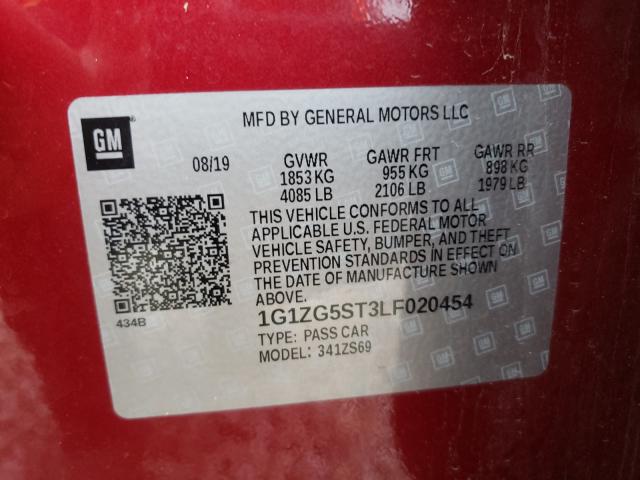 GM
MFD BY GENERAL MOTORS LLC
08/19
GVWR
1853 KG
4085 LB
GAWR FRT
955 KG
2106 LB
GAWR RR
898 KG
1979 LB
THIS VEHICLE CONFORMS TO ALL
APPLICABLE U.S. FEDERAL MOTOR
VEHICLE SAFETY, BUMPER, AND THEFT
PREVENTION STANDARDS IN EFFECT ON
THE DATE OF MANUFACTURE SHOWN
ABOVE.
434B
1G1ZG5ST3LF020454
TYPE: PASS CAR
MODEL: 341ZS69